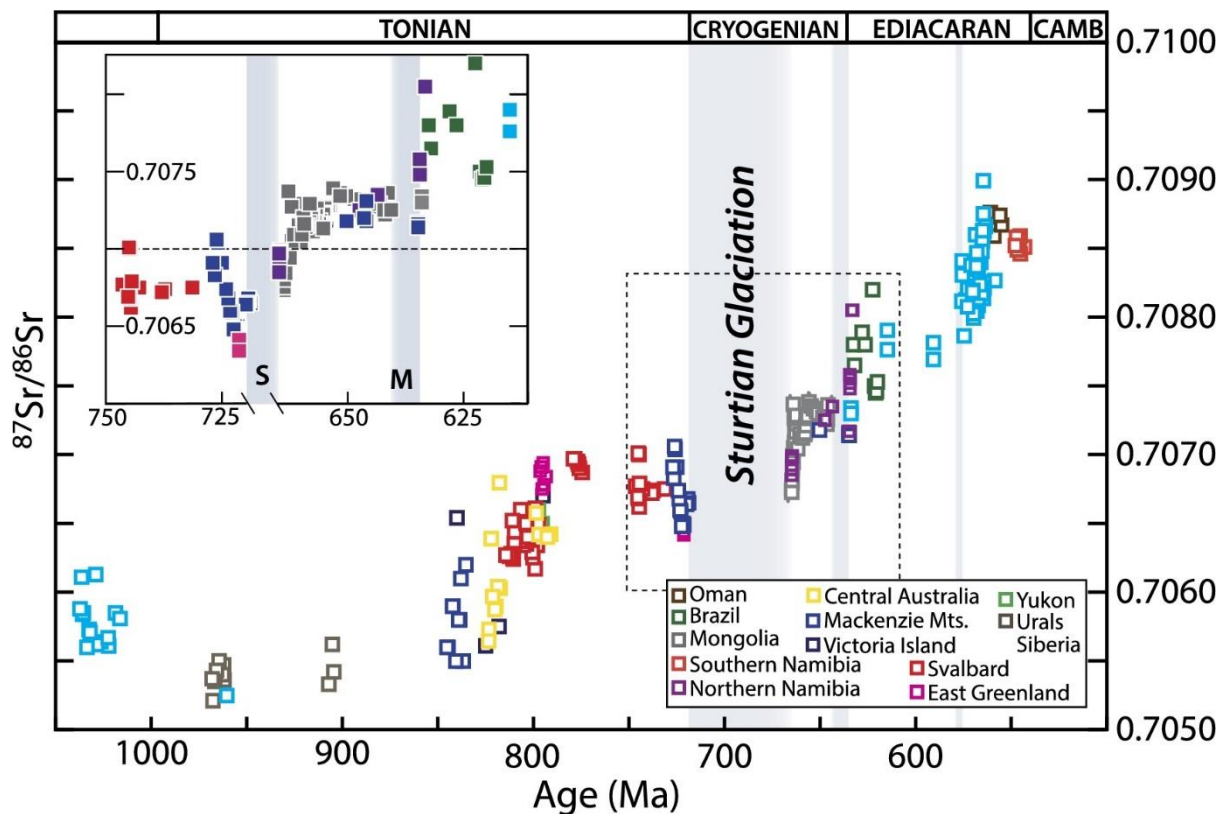 TONIAN CRYOGENIAN EDIACARAN CAMB
0.7100
0.7090
0.7080
0.7070
0.7060
0.7050
87Sr/86Sr
0.7075
0.7065
S
M
750 725 650 625
Sturtian Glaciation
Oman
Brazil
Mongolia
Southern Namibia
Northern Namibia
Central Australia
Mackenzie Mts.
Victoria Island
Svalbard
East Greenland
Yukon
Urals
Siberia
1000 900 800 700 600
Age (Ma)